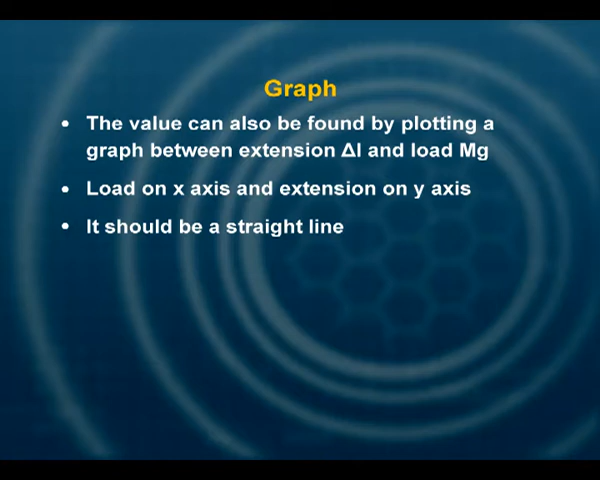 Graph
• The value can also be found by plotting a
graph between extension Δl and load Mg
• Load on x axis and extension on y axis
• It should be a straight line